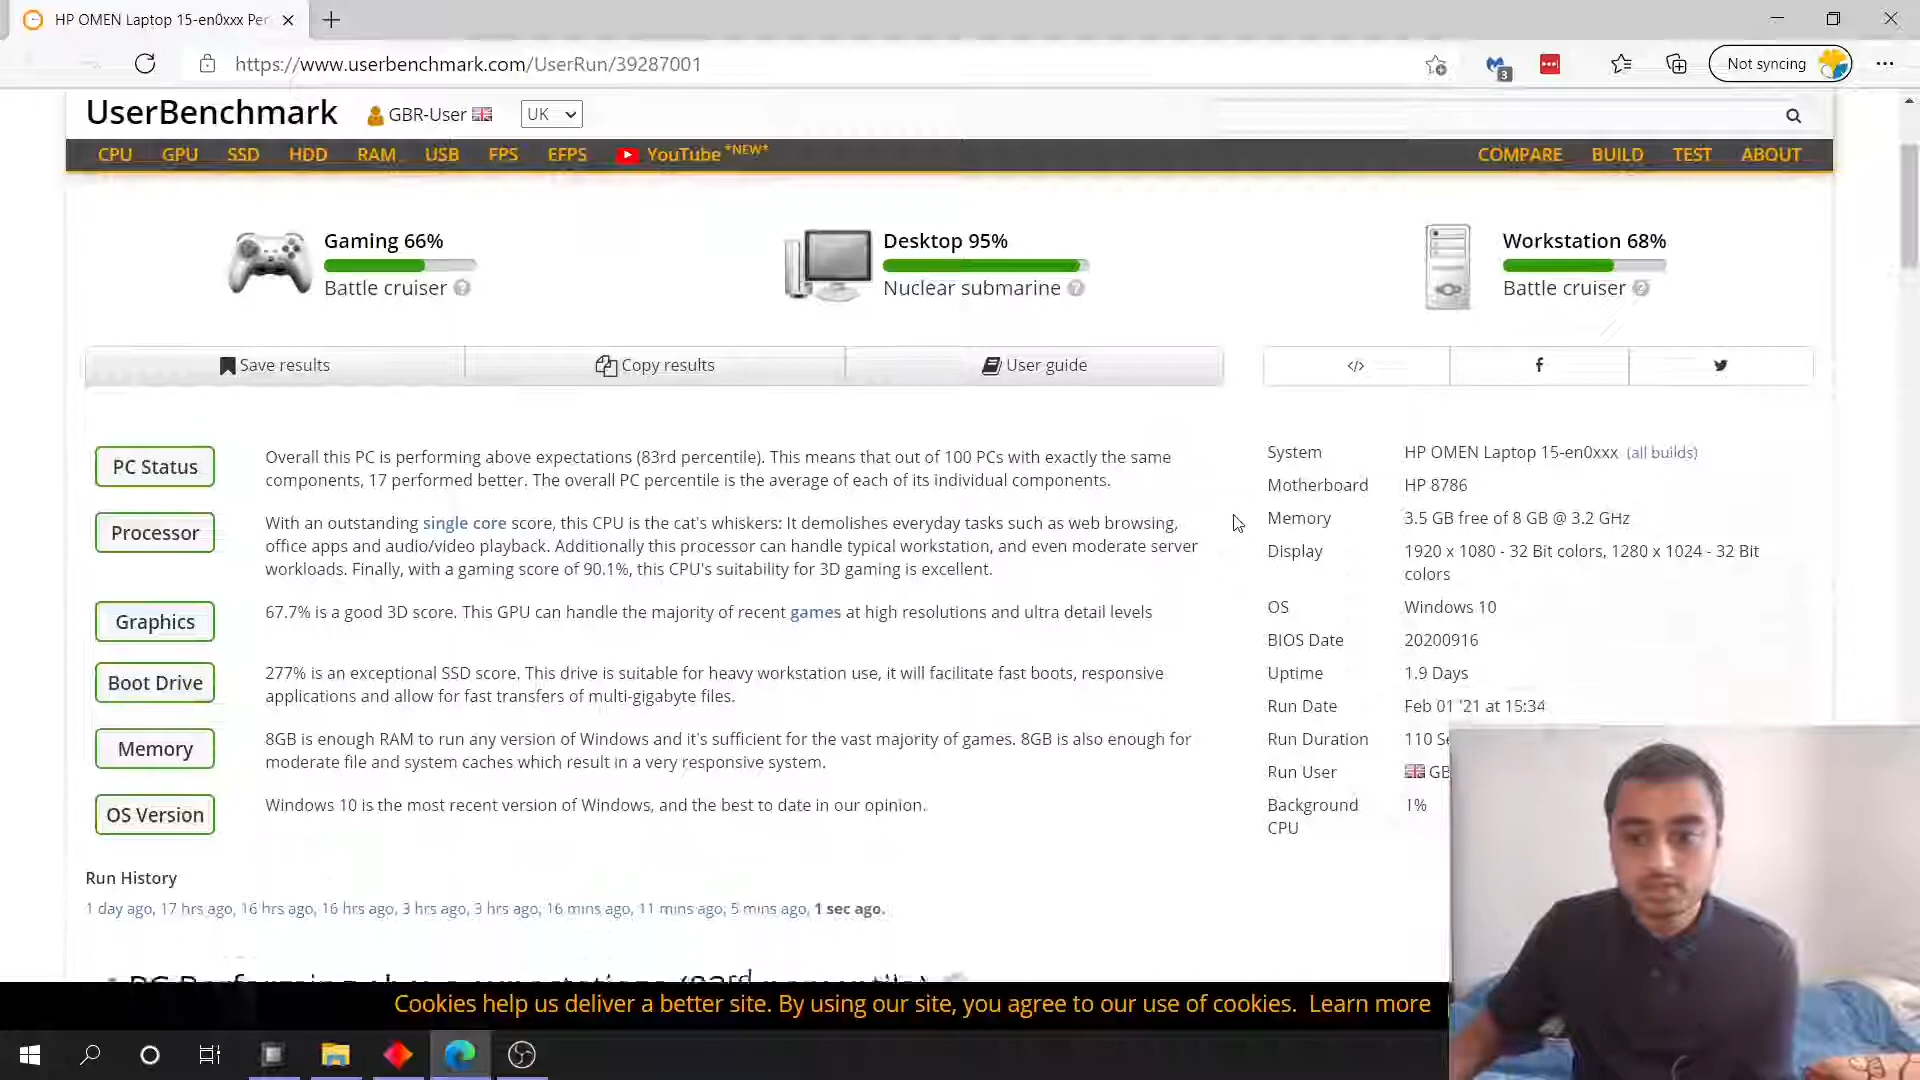 HP OMEN Laptop 15-en0xxx Per
https://www.userbenchmark.com/UserRun/39287001
3
Not syncing
UserBenchmark
GBR-User
UK
CPU GPU SSD HDD RAM USB FPS EFPS YouTube *NEW* COMPARE BUILD TEST ABOUT
Gaming 66%
Battle cruiser ?
Desktop 95%
Nuclear submarine ?
Workstation 68%
Battle cruiser ?
Save results Copy results User guide </>
PC Status
Overall this PC is performing above expectations (83rd percentile). This means that out of 100 PCs with exactly the same
components, 17 performed better. The overall PC percentile is the average of each of its individual components.
Processor
With an outstanding single core score, this CPU is the cat's whiskers: It demolishes everyday tasks such as web browsing,
office apps and audio/video playback. Additionally this processor can handle typical workstation, and even moderate server
workloads. Finally, with a gaming score of 90.1%, this CPU's suitability for 3D gaming is excellent.
Graphics
67.7% is a good 3D score. This GPU can handle the majority of recent games at high resolutions and ultra detail levels
Boot Drive
277% is an exceptional SSD score. This drive is suitable for heavy workstation use, it will facilitate fast boots, responsive
applications and allow for fast transfers of multi-gigabyte files.
Memory
8GB is enough RAM to run any version of Windows and it's sufficient for the vast majority of games. 8GB is also enough for
moderate file and system caches which result in a very responsive system.
OS Version
Windows 10 is the most recent version of Windows, and the best to date in our opinion.
System HP OMEN Laptop 15-en0xxx (all builds)
Motherboard HP 8786
Memory 3.5 GB free of 8 GB @ 3.2 GHz
Display 1920 x 1080 - 32 Bit colors, 1280 x 1024 - 32 Bit
colors
OS Windows 10
BIOS Date 20200916
Uptime 1.9 Days
Run Date Feb 01 '21 at 15:34
Run Duration 110 Se
Run User GB
Background 1%
CPU
Run History
1 day ago, 17 hrs ago, 16 hrs ago, 16 hrs ago, 3 hrs ago, 3 hrs ago, 16 mins ago, 11 mins ago, 5 mins ago, 1 sec ago.
Cookies help us deliver a better site. By using our site, you agree to our use of cookies. Learn more